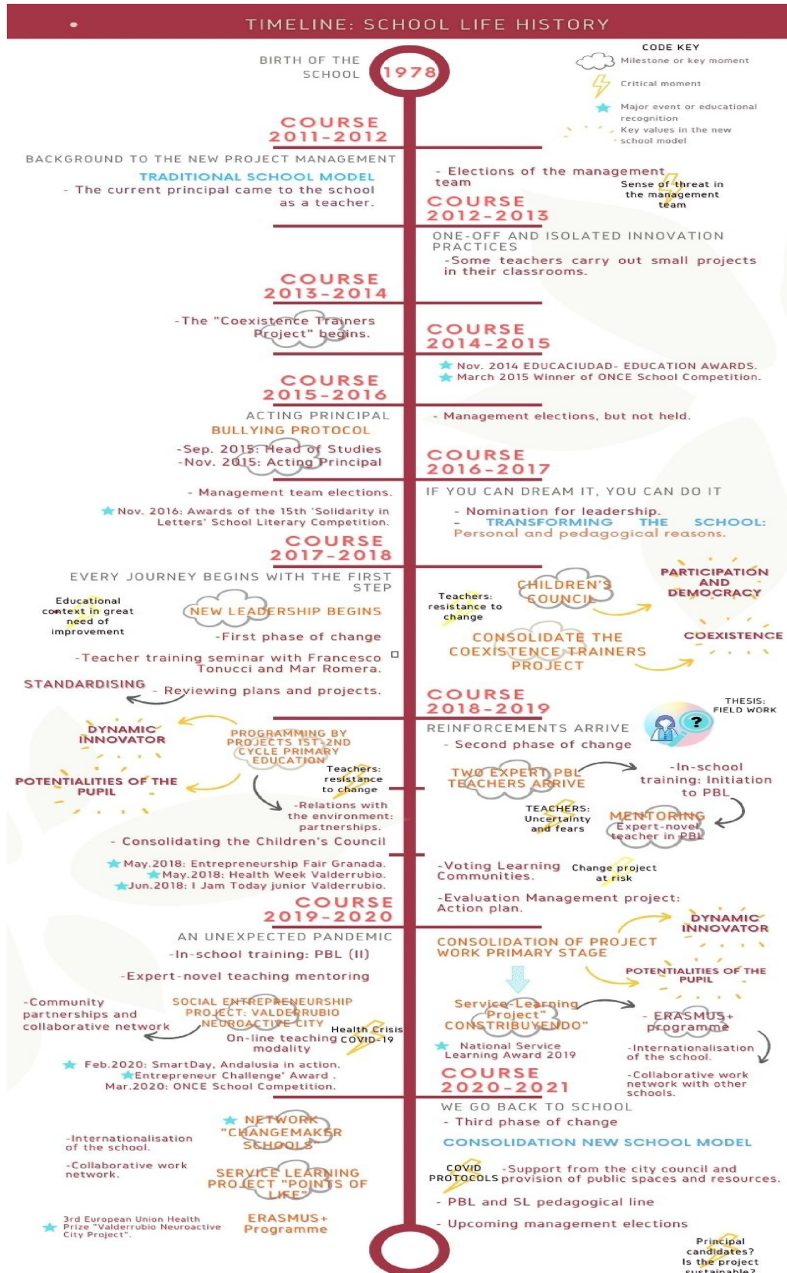 TIMELINE: SCHOOL LIFE HISTORY
BIRTH OF THE
SCHOOL
1978
CODE KEY
Milestone or key moment
Critical moment
Major event or educational
recognition
Key values in the new
school model
COURSE
2011-2012
BACKGROUND TO THE NEW PROJECT MANAGEMENT
TRADITIONAL SCHOOL MODEL
- The current principal came to the school
as a teacher.
- Elections of the management
team
Sense of threat in
the management
team
COURSE
2012-2013
ONE-OFF AND ISOLATED INNOVATION
PRACTICES
-Some teachers carry out small projects
in their classrooms.
COURSE
2013-2014
-The "Coexistence Trainers
Project" begins.
COURSE
2014-2015
Nov. 2014 EDUCACIUDAD- EDUCATION AWARDS.
March 2015 Winner of ONCE School Competition.
COURSE
2015-2016
ACTING PRINCIPAL
BULLYING PROTOCOL
-Sep. 2015: Head of Studies
-Nov. 2015: Acting Principal
- Management elections, but not held.
COURSE
2016-2017
- Management team elections.
Nov. 2016: Awards of the 15th 'Solidarity in
Letters' School Literary Competition.
IF YOU CAN DREAM IT, YOU CAN DO IT
- Nomination for leadership.
- TRANSFORMING THE SCHOOL:
Personal and pedagogical reasons.
COURSE
2017-2018
EVERY JOURNEY BEGINS WITH THE FIRST
STEP
Educational
context in great
need of
improvement
NEW LEADERSHIP BEGINS
-First phase of change
-Teacher training seminar with Francesco
Tonucci and Mar Romera.
STANDARDISING
- Reviewing plans and projects.
Teachers:
resistance to
change
CHILDREN'S
COUNCIL
PARTICIPATION
AND
DEMOCRACY
CONSOLIDATE THE
COEXISTENCE TRAINERS
PROJECT
COEXISTENCE
COURSE
2018-2019
DYNAMIC
INNOVATOR
PROGRAMMING BY
PROJECTS 1ST-2ND
CYCLE PRIMARY
EDUCATION
POTENTIALITIES OF THE
PUPIL
Teachers:
resistance
to change
-Relations with
the environment:
partnerships.
- Consolidating the Children's Council
May.2018: Entrepreneurship Fair Granada.
May.2018: Health Week Valderrubio.
Jun.2018: I Jam Today junior Valderrubio.
REINFORCEMENTS ARRIVE
THESIS:
FIELD WORK
?
- Second phase of change
TWO EXPERT PBL
TEACHERS ARRIVE
-In-school
training: Initiation
to PBL
TEACHERS:
Uncertainty
and fears
MENTORING
Expert-novel
teacher in PBL
-Voting Learning
Communities.
Change project
at risk
-Evaluation Management project:
Action plan.
COURSE
2019-2020
AN UNEXPECTED PANDEMIC
-In-school training: PBL (II)
-Expert-novel teaching mentoring
-Community
partnerships and
collaborative network
SOCIAL ENTREPRENEURSHIP
PROJECT: VALDERRUBIO
NEUROACTIVE CITY
On-line teaching
modality
Health Crisis
COVID-19
Feb.2020: SmartDay, Andalusia in action.
Entrepreneur Challenge' Award .
Mar.2020: ONCE School Competition.
CONSOLIDATION OF PROJECT
WORK PRIMARY STAGE
DYNAMIC
INNOVATOR
POTENTIALITIES OF THE
PUPIL
Service-Learning
Project"
CONSTRIBUYENDO"
National Service
Learning Award 2019
- ERASMUS+
programme
-Internationalisation
of the school.
-Collaborative work
network with other
schools.
COURSE
2020-2021
NETWORK
"CHANGEMAKER
SCHOOLS"
-Internationalisation
of the school.
-Collaborative work
network.
SERVICE LEARNING
PROJECT "POINTS OF
LIFE"
3rd European Union Health
Prize "Valderrubio Neuroactive
City Project".
ERASMUS+
Programme
WE GO BACK TO SCHOOL
- Third phase of change
CONSOLIDATION NEW SCHOOL MODEL
COVID
PROTOCOLS
-Support from the city council and
provision of public spaces and resources.
- PBL and SL pedagogical line
- Upcoming management elections
Principal
candidates?
Is the project
sustainable?